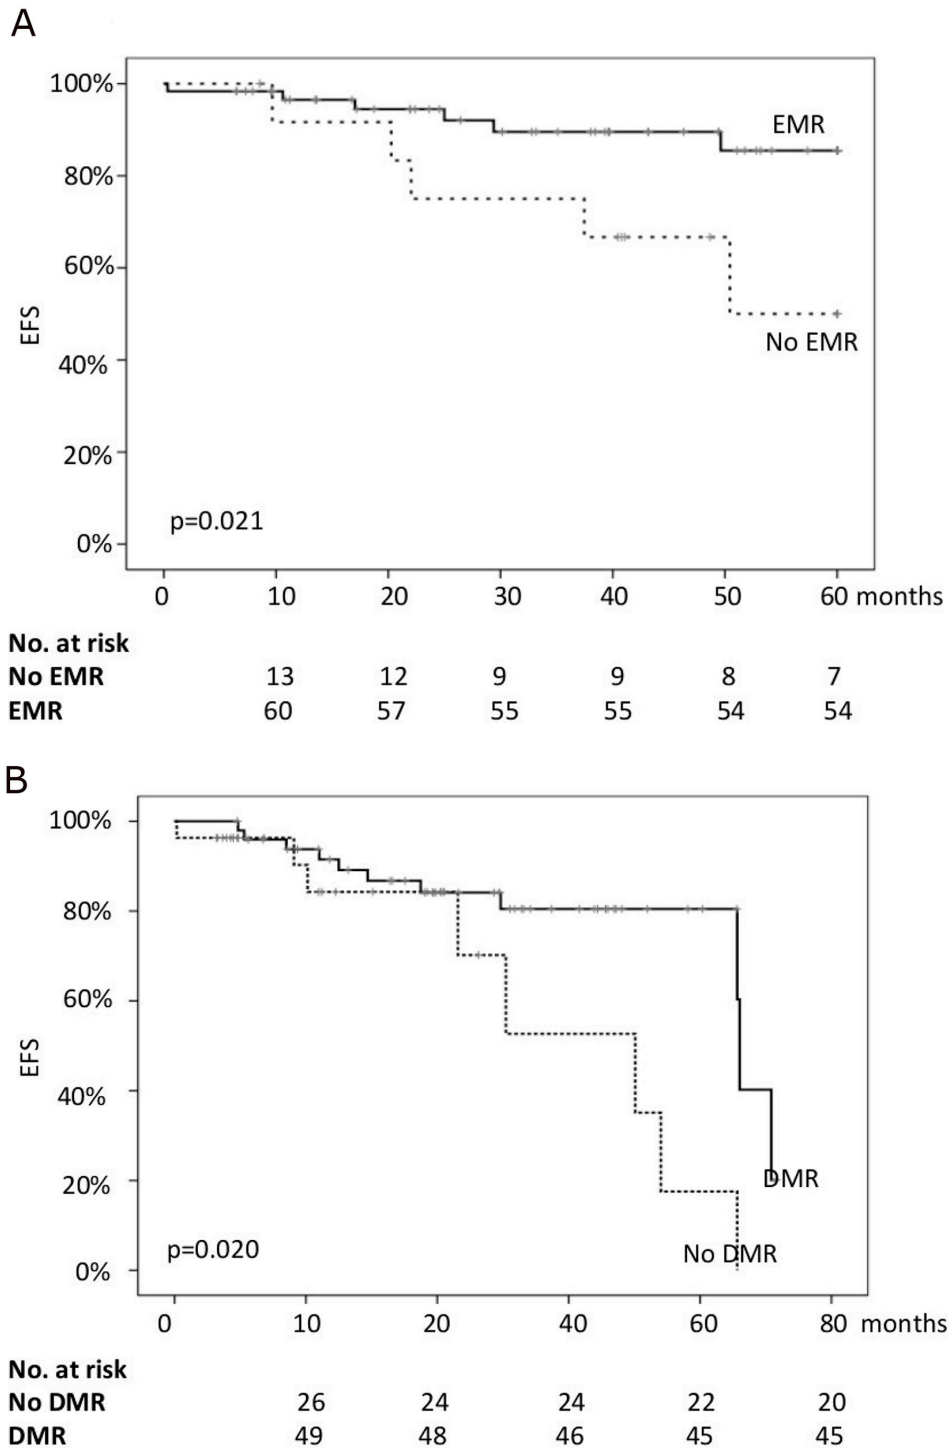 A
100%
80%
60%
40%
20%
0%
EFS
EMR
No EMR
p=0.021
0 10 20 30 40 50 60 months
No. at risk
No EMR 13 12 9 9 8 7
EMR 60 57 55 55 54 54
B
100%
80%
60%
40%
20%
0%
EFS
DMR
No DMR
p=0.020
0 10 20 40 60 80 months
No. at risk
No DMR 26 24 24 22 20
DMR 49 48 46 45 45